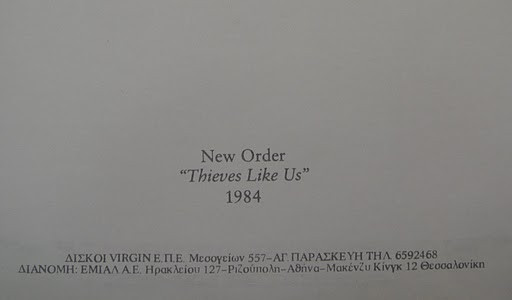 New Order
“Thieves Like Us”
1984
ΔΙΣΚΟΙ VIRGIN Ε.Π.Ε. Μεσογείων 557–ΑΓ. ΠΑΡΑΣΚΕΥΗ ΤΗΛ. 6592468
ΔΙΑΝΟΜΗ: ΕΜΙΑΛ Α.Ε. Ηρακλείου 127–Ριζούπολη–Αθήνα–Μακένζυ Κίνγκ 12 Θεσσαλονίκη